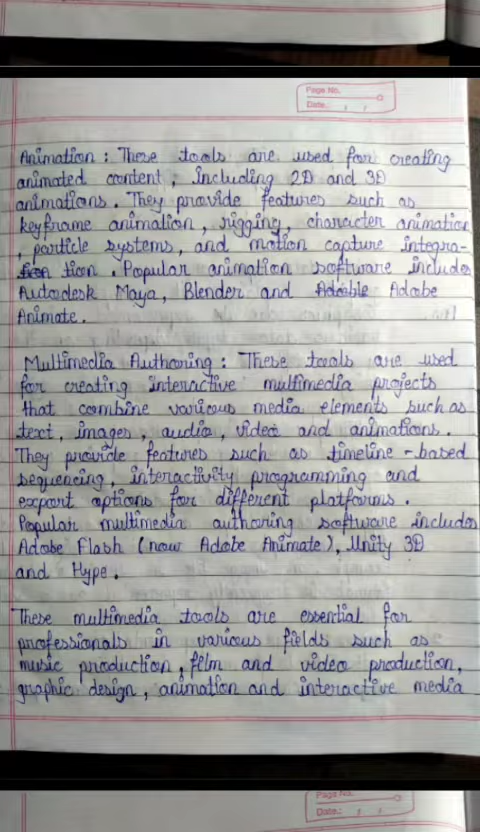 Page No.
Date:
Animation : These tools are used for creating
animated content, including 2D and 3D
animations. They provide features such as
keyframe animation, rigging, character animation
, particle systems, and motion capture integra-
tion. Popular animation software includes
Autodesk Maya, Blender and Adobe
Animate.
Multimedia Authoring : These tools are used
for creating interactive multimedia projects
that combine various media elements such as
text, images, audio, video and animations.
They provide features such as timeline-based
sequencing, interactivity programming and
export options for different platforms.
Popular multimedia authoring software includes
Adobe Flash (now Adobe Animate), Unity 3D
and Hype.
These multimedia tools are essential for
professionals in various fields such as
music production, film and video production,
graphic design, animation and interactive media
Page No.
Date: